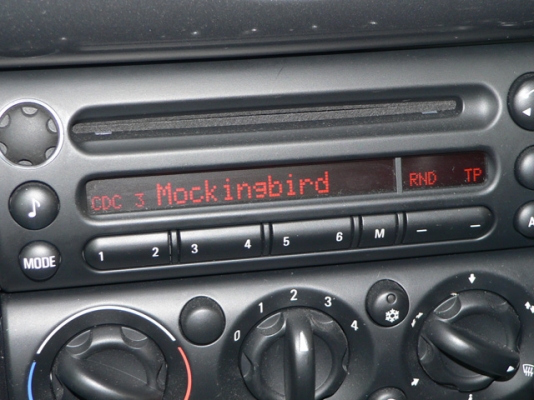 CDC 3 Mockingbird RND TP
1 2 3 4 5 6 M — —
MODE
0 1 2 3 4